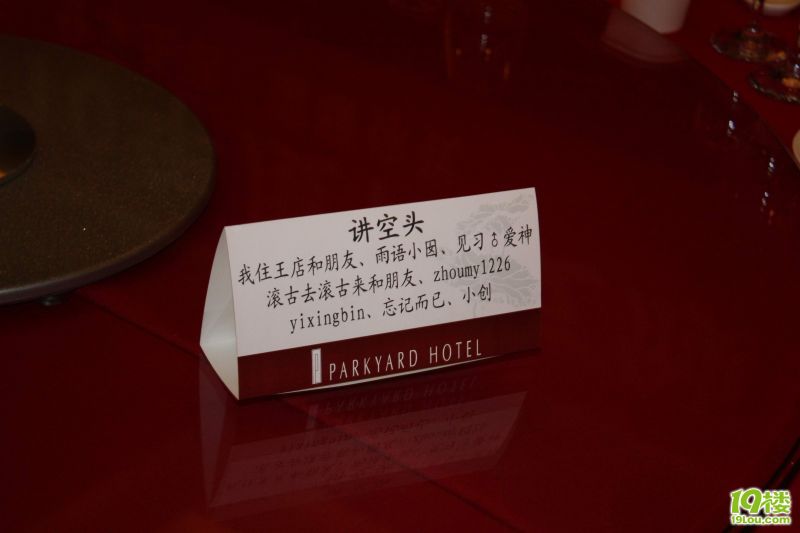 讲空头
我住王店和朋友、雨语小囡、见习♂爱神
滚古去滚古来和朋友、zhoumy1226
yixingbin、忘记而已、小创
PARKYARD HOTEL
19楼
19lou.com